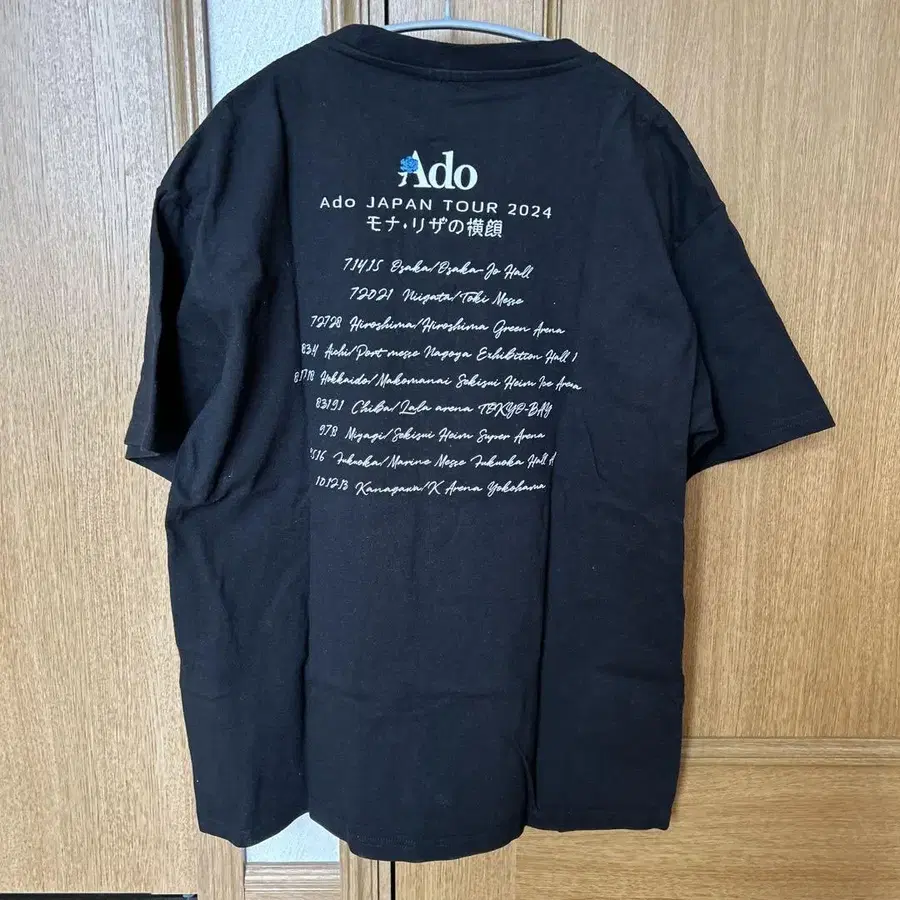 Ado
Ado JAPAN TOUR 2024
モナ・リザの横顔
7.14.15 Osaka/Osaka-Jo Hall
7.20.21 Niigata/Toki Messe
7.27.28 Hiroshima/Hiroshima Green Arena
8.3.4 Aichi/Port messe Nagoya Exhibition Hall 1
8.17.18 Hokkaido/Makomanai Sekisui Heim Ice Arena
8.31.9.1 Chiba/Lala arena TOKYO-BAY
9.7.8 Miyagi/Sekisui Heim Super Arena
Fukuoka/Marine Messe Fukuoka Hall A
10.12.13 Kanagawa/K Arena Yokohama